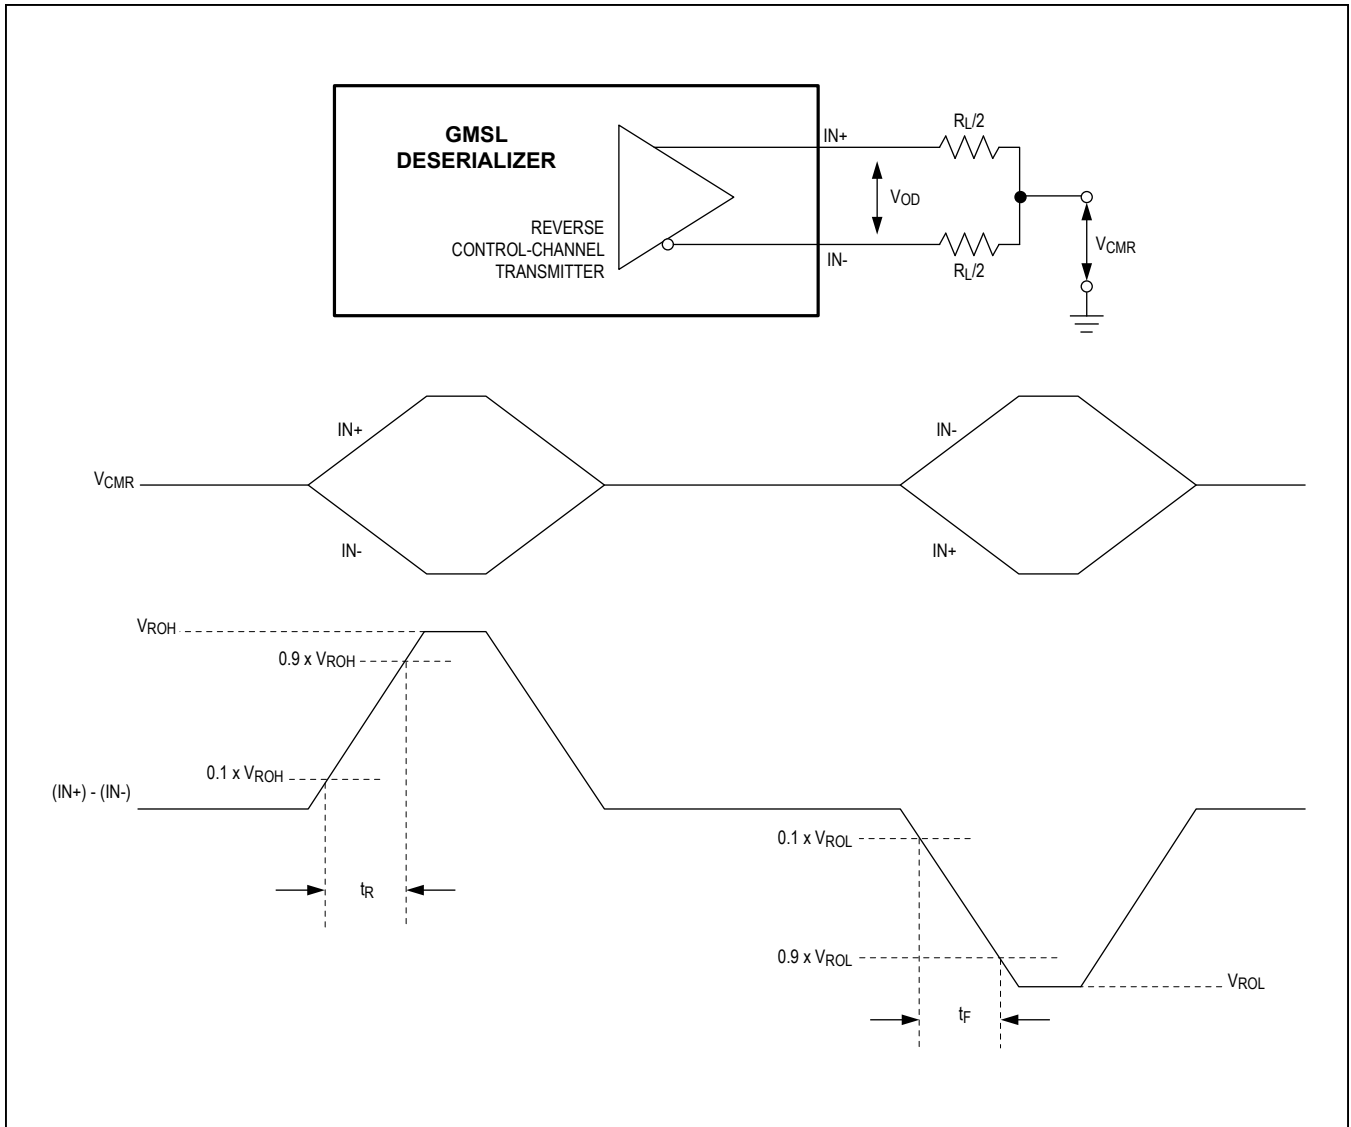 GMSL
DESERIALIZER
REVERSE
CONTROL-CHANNEL
TRANSMITTER
IN+
IN-
RL/2
VOD
RL/2
VCMR
IN+
IN-
VCMR
IN-
IN+
VROH
0.9 x VROH
0.1 x VROH
(IN+) - (IN-)
tR
0.1 x VROL
0.9 x VROL
VROL
tF